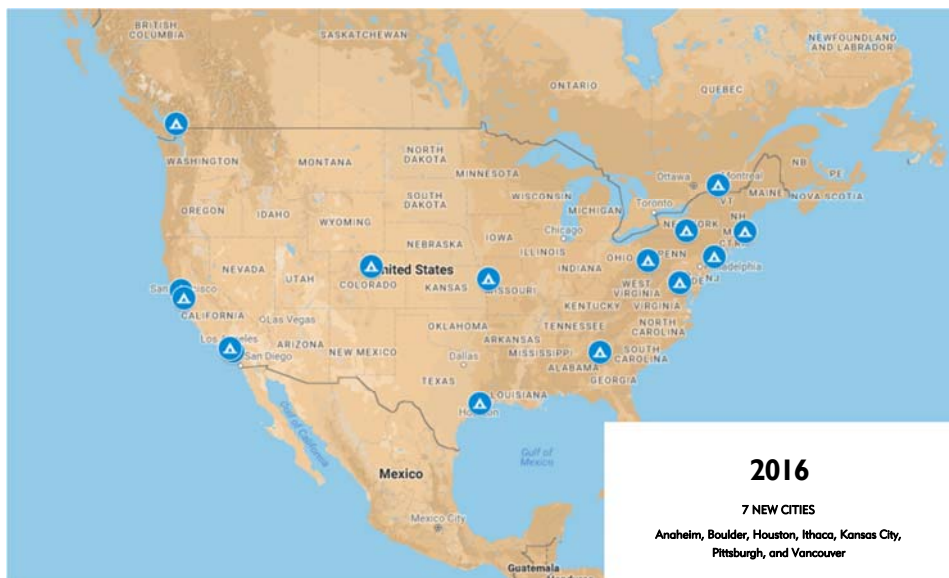 BRITISH
COLUMBIA
SASKATCHEWAN
NEWFOUNDLAND
AND LABRADOR
ONTARIO
QUEBEC
WASHINGTON
MONTANA
NORTH
DAKOTA
MINNESOTA
Ottawa
Montreal
NB
PE
MAINE
NOVA SCOTIA
SOUTH
DAKOTA
WISCONSIN
MICHIGAN
Toronto
VT
NH
OREGON
IDAHO
WYOMING
Chicago
IOWA
NEBRASKA
ILLINOIS
INDIANA
OHIO
PENN
NJ
DE
NEVADA
UTAH
COLORADO
KANSAS
WEST
VIRGINIA
VIRGINIA
KENTUCKY
CALIFORNIA
Las Vegas
San Diego
ARIZONA
NEW MEXICO
OKLAHOMA
ARKANSAS
TENNESSEE
NORTH
CAROLINA
SOUTH
CAROLINA
MISSISSIPPI
ALABAMA
GEORGIA
Dallas
TEXAS
LOUISIANA
Gulf of
California
Gulf of
Mexico
Mexico
Mexico City
Guatemala
2016
7 NEW CITIES
Anaheim, Boulder, Houston, Ithaca, Kansas City,
Pittsburgh, and Vancouver